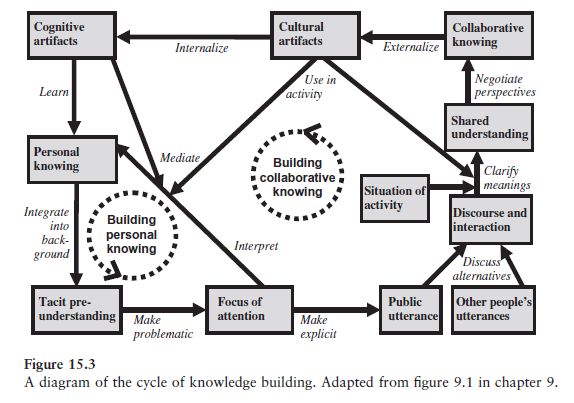 Cognitive
artifacts
Internalize
Cultural
artifacts
Externalize
Collaborative
knowing
Learn
Use in
activity
Negotiate
perspectives
Shared
understanding
Personal
knowing
Mediate
Building
collaborative
knowing
Situation of
activity
Clarify
meanings
Integrate
into
back-
ground
Building
personal
knowing
Interpret
Discourse and
interaction
Discuss
alternatives
Tacit pre-
understanding
Make
problematic
Focus of
attention
Make
explicit
Public
utterance
Other people's
utterances
Figure 15.3
A diagram of the cycle of knowledge building. Adapted from figure 9.1 in chapter 9.